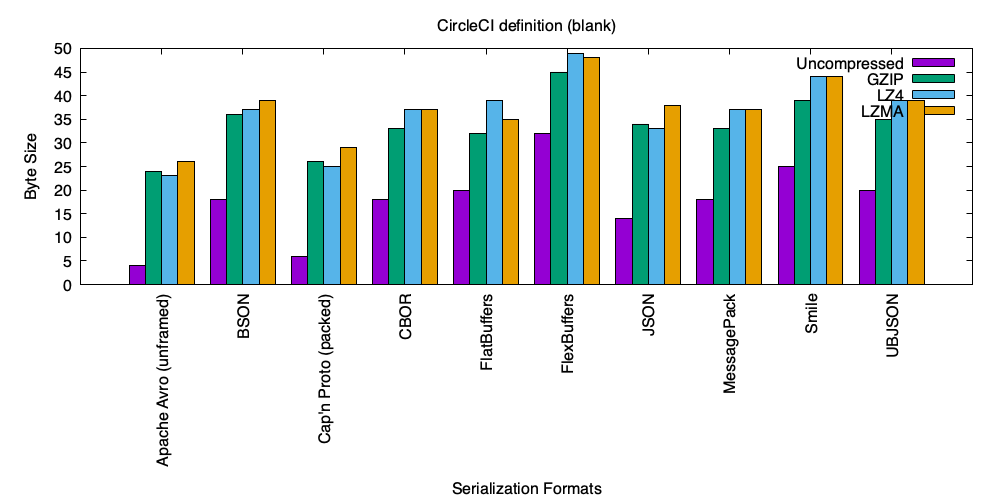 CircleCI definition (blank)
50
45
40
35
30
25
20
15
10
5
0
Byte Size
Uncompressed
GZIP
LZ4
LZMA
Apache Avro (unframed)
BSON
Cap'n Proto (packed)
CBOR
FlatBuffers
FlexBuffers
JSON
MessagePack
Smile
UBJSON
Serialization Formats